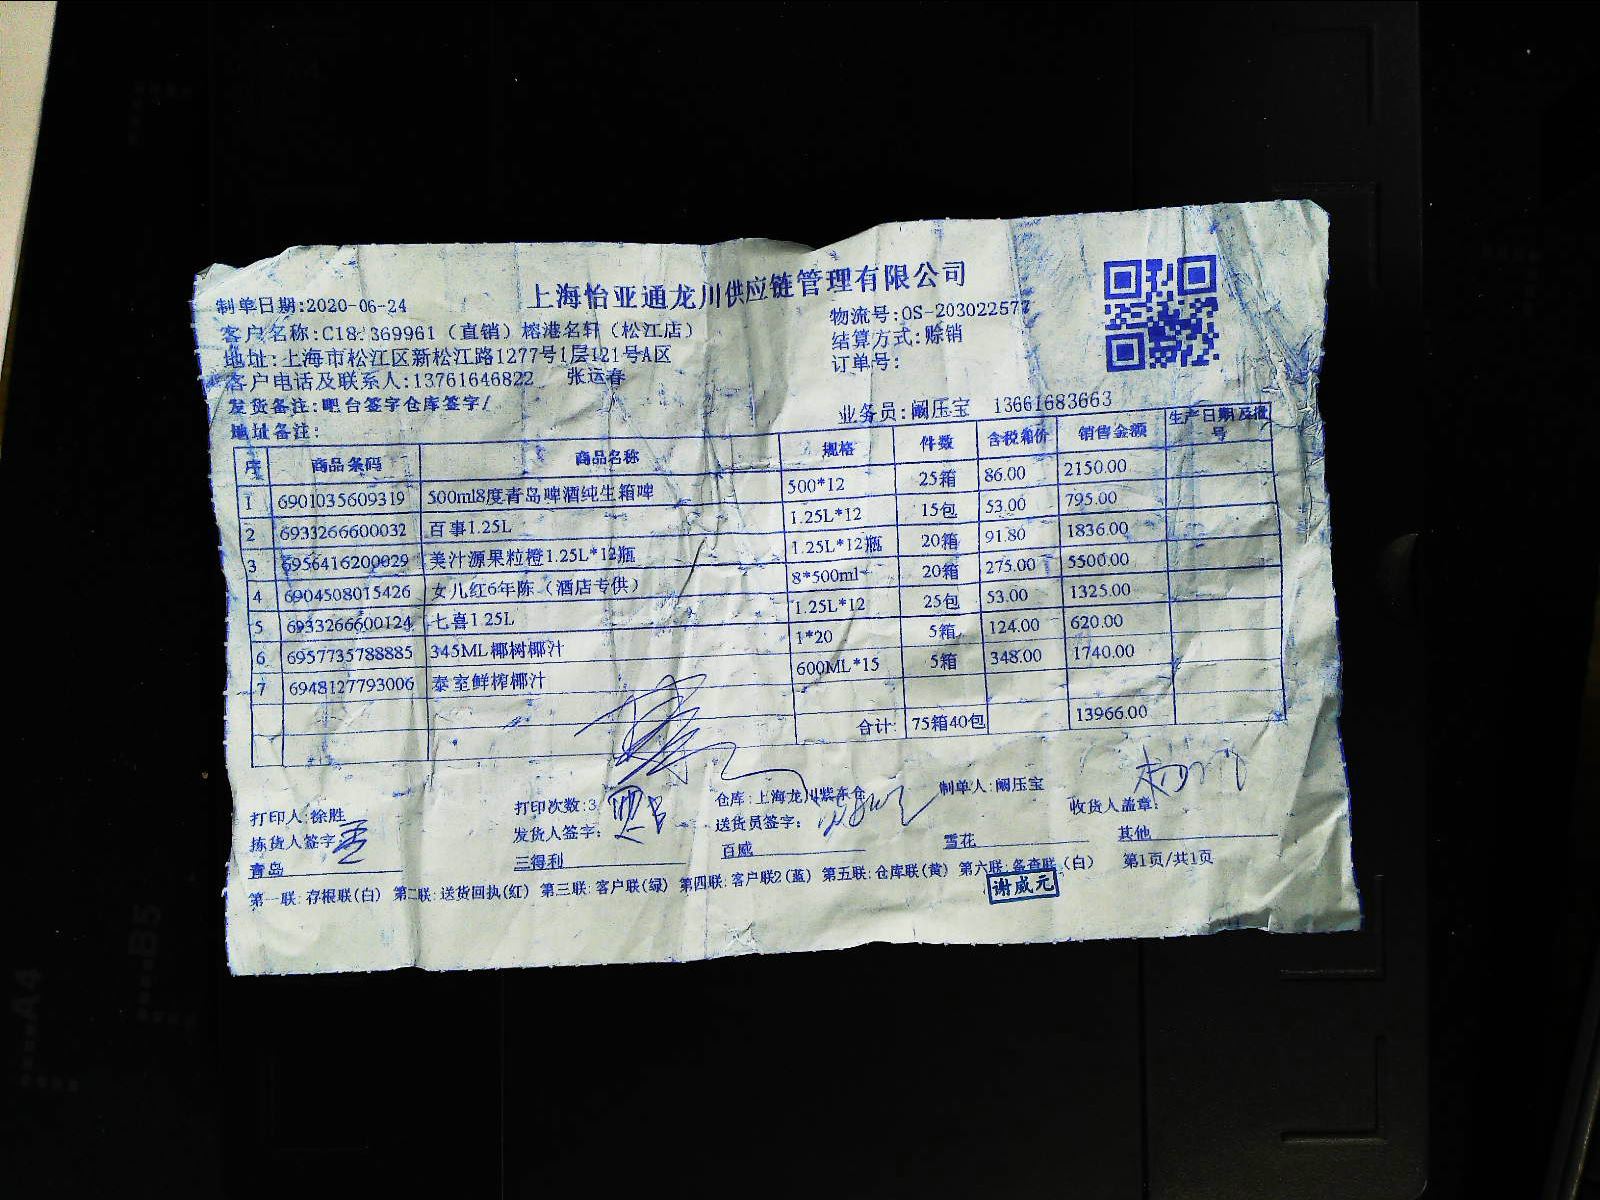 上海怡亚通龙川供应链管理有限公司
制单日期:2020-06-24
物流号:OS-20302257
客户名称:C18 369961（直销）榕港名轩（松江店）
结算方式:赊销
地址:上海市松江区新松江路1277号1层121号A区
订单号:
客户电话及联系人:13761646822 张运春
发货备注:吧台签字仓库签字/
业务员:阚压宝 13661683663
地址备注:
序 商品条码 商品名称 规格 件数 含税箱价 销售金额 生产日期及批号
1 6901035609319 500ml8度青岛啤酒纯生箱啤 500*12 25箱 86.00 2150.00
2 6933266600032 百事1.25L 1.25L*12 15包 53.00 795.00
3 6956416200029 美汁源果粒橙1.25L*12瓶 1.25L*12瓶 20箱 91.80 1836.00
4 6904508015426 女儿红6年陈（酒店专供） 8*500ml 20箱 275.00 5500.00
5 6933266600124 七喜1.25L 1.25L*12 25包 53.00 1325.00
6 6957735788885 345ML椰树椰汁 1*20 5箱 124.00 620.00
7 6948127793006 泰室鲜榨椰汁 600ML*15 5箱 348.00 1740.00
合计: 75箱40包 13966.00
打印人:徐胜 打印次数:3 仓库:上海龙川紫东仓 制单人:阚压宝 收货人盖章:
拣货人签字: 发货人签字: 送货员签字:
青岛 三得利 百威 雪花 其他
第一联:存根联(白) 第二联:送货回执(红) 第三联:客户联(绿) 第四联:客户联2(蓝) 第五联:仓库联(黄) 第六联:备查联(白) 第1页/共1页
谢威元